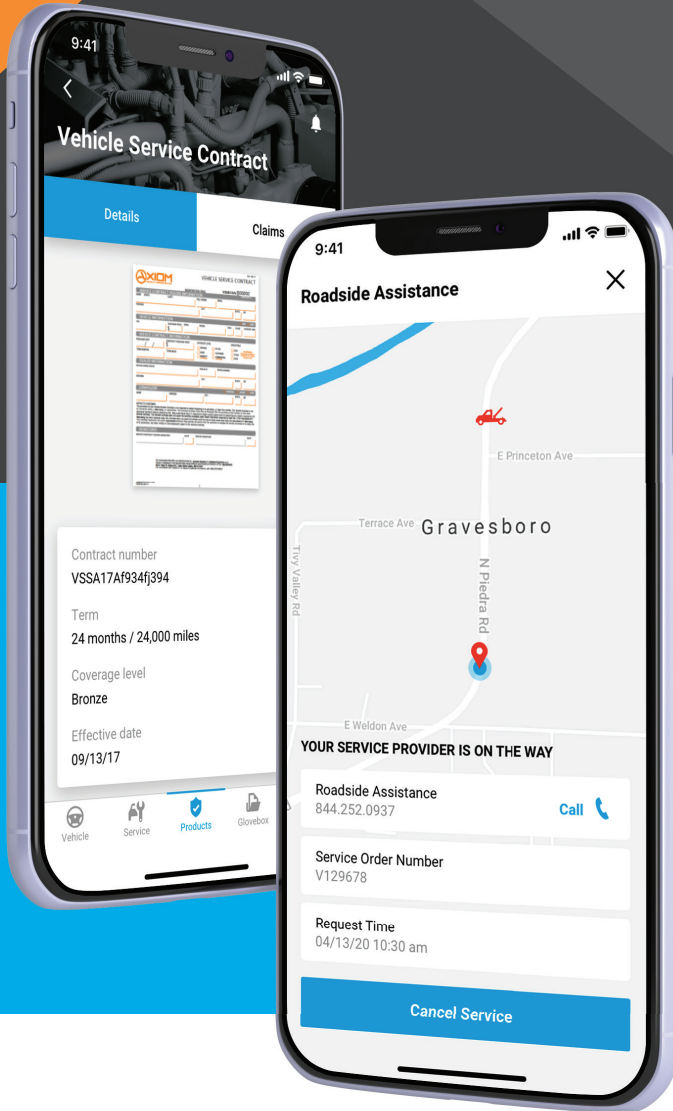 9:41
Vehicle Service Contract
Details
Claims
AXIOM
VEHICLE SERVICE CONTRACT
Contract number
VSSA17Af934fj394
Term
24 months / 24,000 miles
Coverage level
Bronze
Effective date
09/13/17
Vehicle
Service
Products
Glovebox
9:41
Roadside Assistance
E Princeton Ave
Terrace Ave
Gravesboro
Tivy Valley Rd
N Piedra Rd
E Weldon Ave
YOUR SERVICE PROVIDER IS ON THE WAY
Roadside Assistance
844.252.0937
Call
Service Order Number
V129678
Request Time
04/13/20 10:30 am
Cancel Service